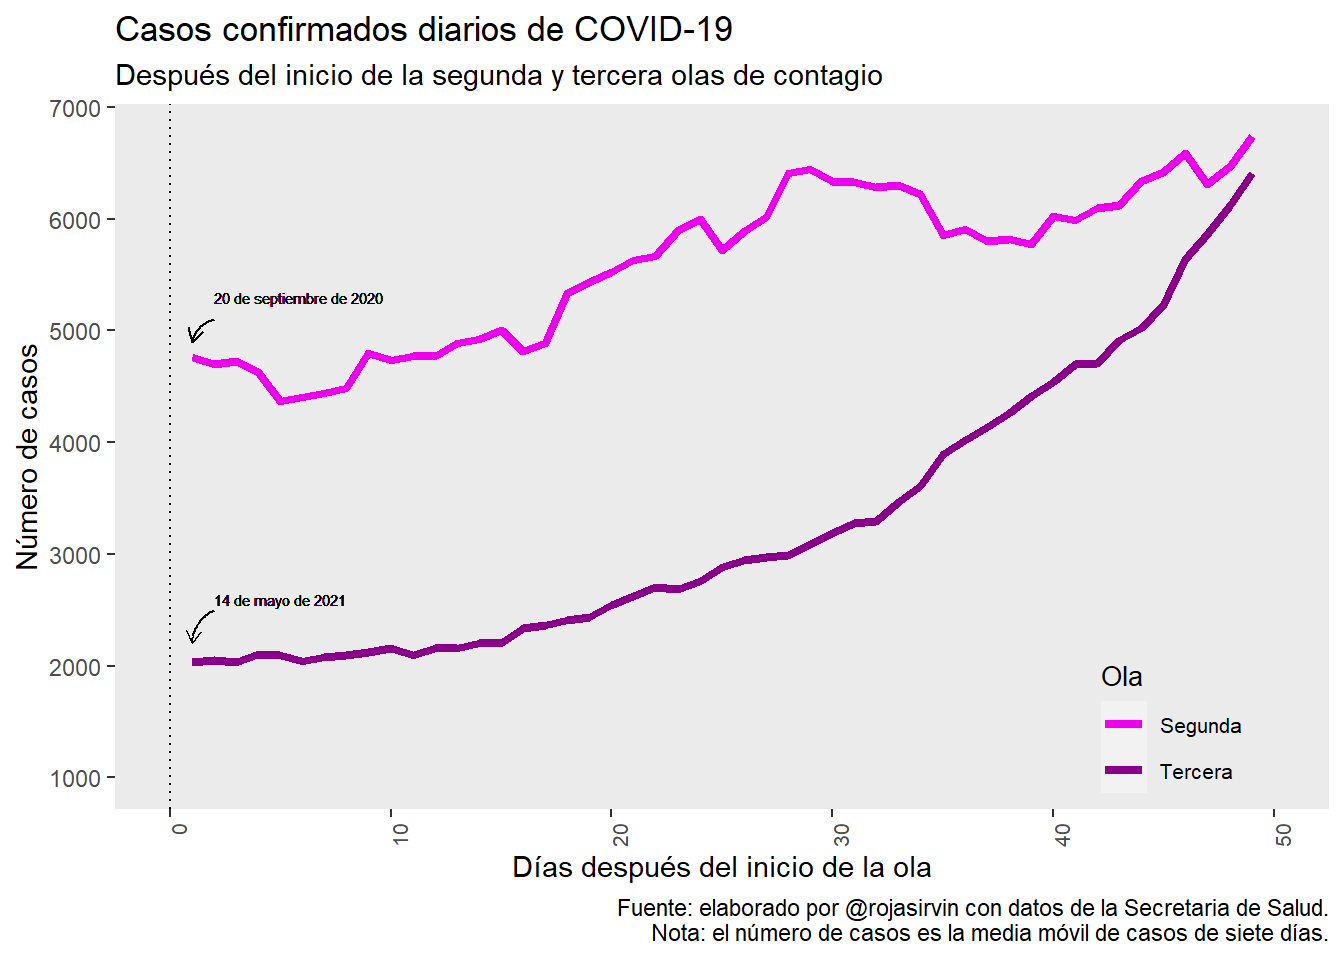 Casos confirmados diarios de COVID-19
Después del inicio de la segunda y tercera olas de contagio
Número de casos
7000
6000
5000
4000
3000
2000
1000
20 de septiembre de 2020
14 de mayo de 2021
Ola
Segunda
Tercera
0
10
20
30
40
50
Días después del inicio de la ola
Fuente: elaborado por @rojasirvin con datos de la Secretaria de Salud.
Nota: el número de casos es la media móvil de casos de siete días.